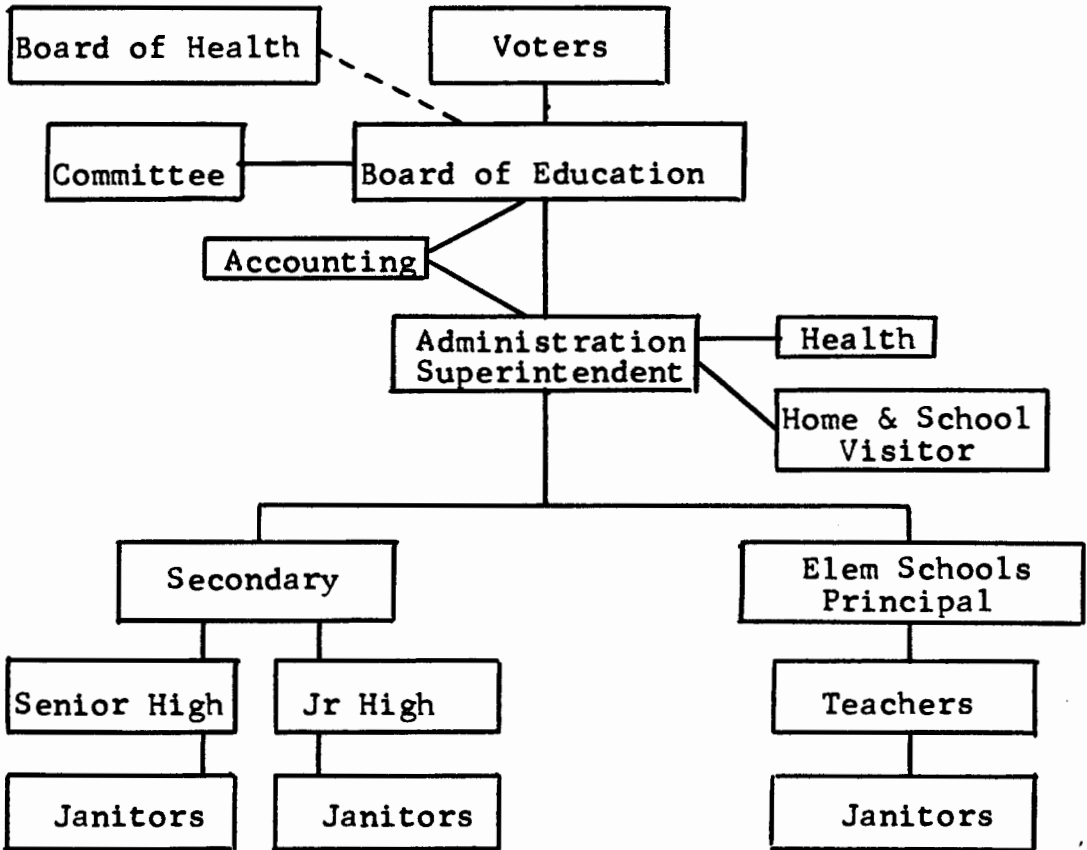 Board of Health
Voters
Committee
Board of Education
Accounting
Administration
Superintendent
Health
Home & School
Visitor
Secondary
Elem Schools
Principal
Senior High
Jr High
Teachers
Janitors
Janitors
Janitors